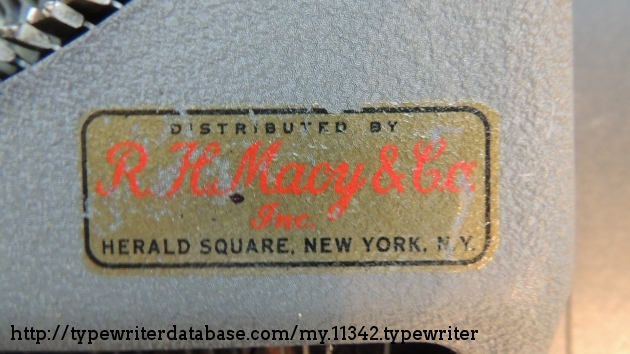 DISTRIBUTED BY
R.H. Macy & Co.
Inc.
HERALD SQUARE, NEW YORK, N.Y.
http://typewriterdatabase.com/my.11342.typewriter